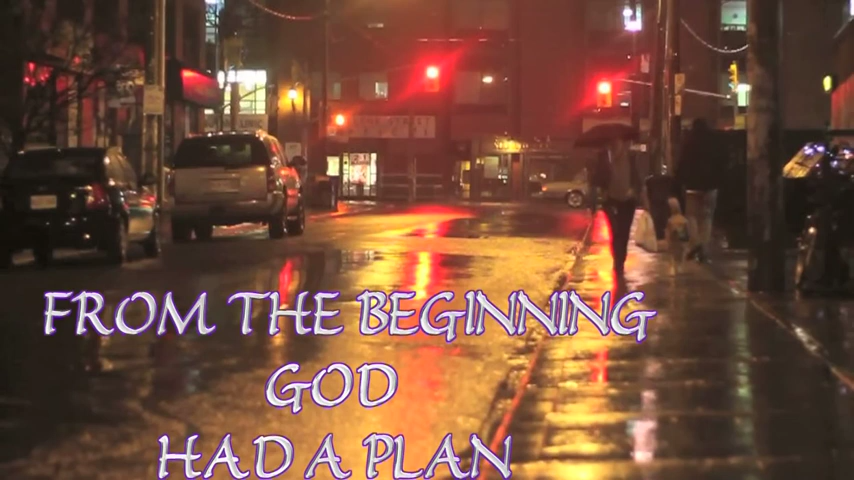 FROM THE BEGINNING
GOD
HAD A PLAN